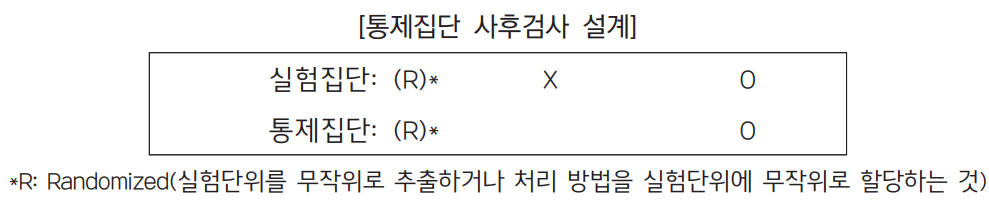 [통제집단 사후검사 설계]
실험집단: (R)* X O
통제집단: (R)* O
*R: Randomized(실험단위를 무작위로 추출하거나 처리 방법을 실험단위에 무작위로 할당하는 것)